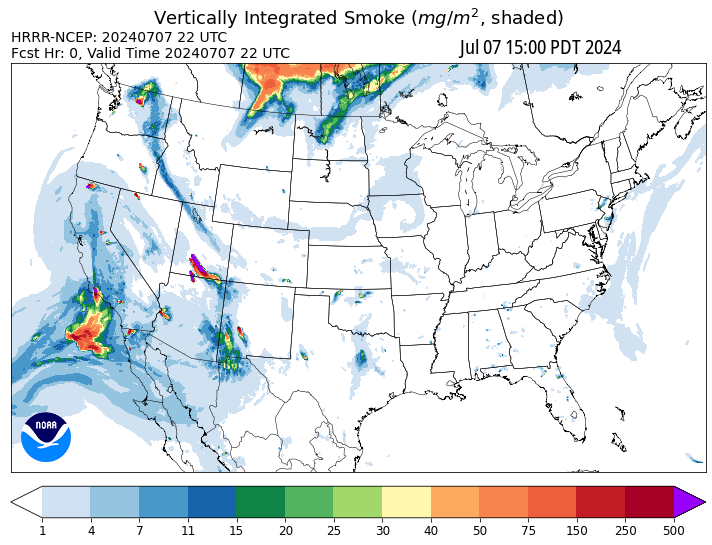 Vertically Integrated Smoke (mg/m², shaded)
HRRR-NCEP: 20240707 22 UTC
Fcst Hr: 0, Valid Time 20240707 22 UTC
Jul 07 15:00 PDT 2024
NOAA
1 4 7 11 15 20 25 30 40 50 75 150 250 500